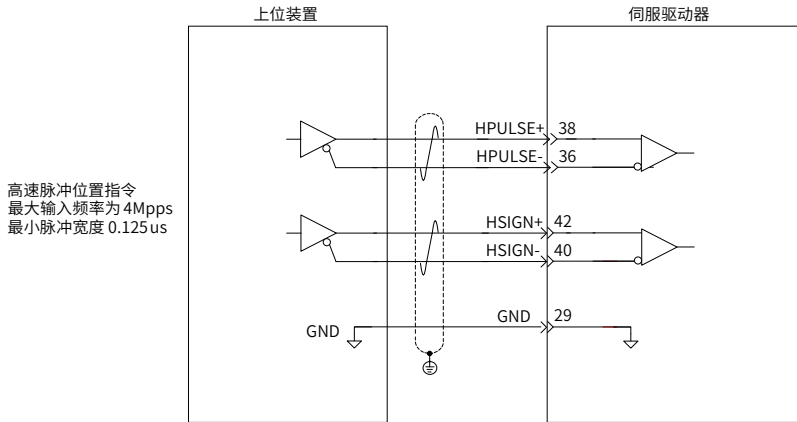 上位装置
伺服驱动器
HPULSE+ 38
HPULSE- 36
高速脉冲位置指令
最大输入频率为 4Mpps
最小脉冲宽度 0.125us
HSIGN+ 42
HSIGN- 40
GND 29
GND